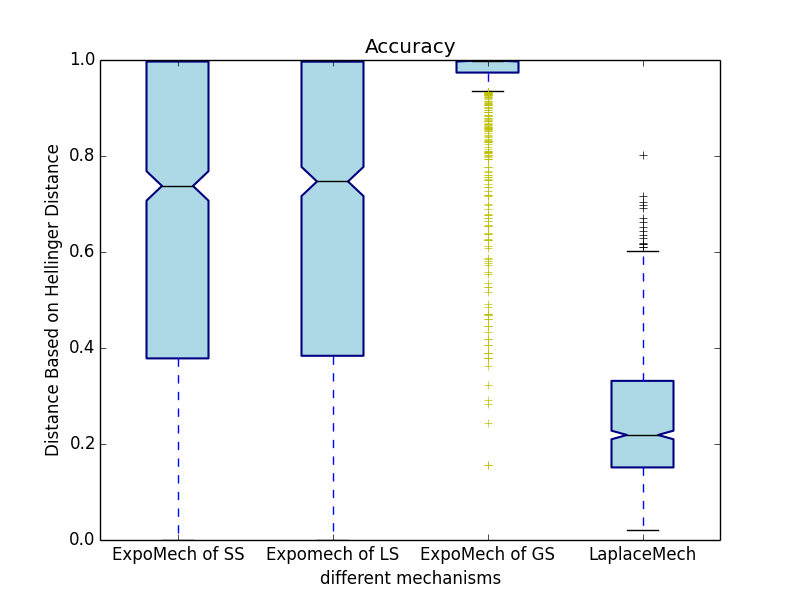 Accuracy
Distance Based on Hellinger Distance
1.0
0.8
0.6
0.4
0.2
0.0
ExpoMech of SS Expomech of LS ExpoMech of GS LaplaceMech
different mechanisms